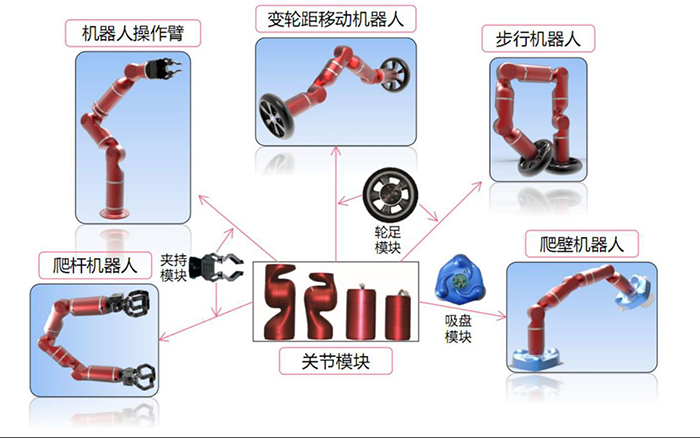 机器人操作臂
变轮距移动机器人
步行机器人
轮足
模块
爬杆机器人
夹持
模块
爬壁机器人
吸盘
模块
关节模块